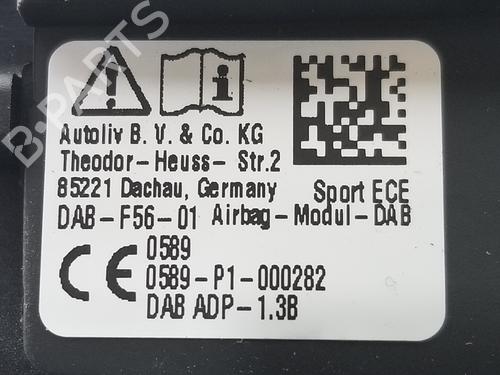 B-PARTS
Autoliv B. V. & Co. KG
Theodor-Heuss- Str.2
85221 Dachau, Germany Sport ECE
DAB-F56-01 Airbag-Modul-DAB
CE 0589
0589-P1-000282
DAB ADP-1.3B